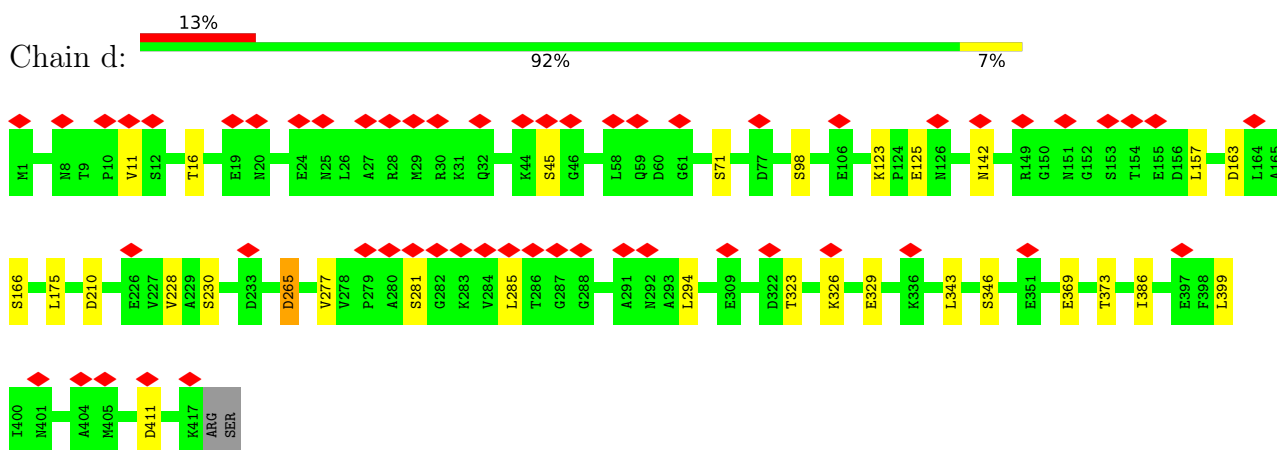 13%
Chain d:
92% 7%
M1 N8 T9 P10 V11 S12 T16 E19 N20 E24 N25 L26 A27 R28 M29 R30 K31 Q32 K44 S45 G46 L58 Q59 D60 G61 S71 D77 S98 E106 K123 P124 E125 N126 N142 R149 G150 N151 G152 S153 T154 E155 D156 L157 D163 L164 A165
S166 L175 D210 E226 V227 V228 A229 S230 D233 D265 V277 V278 P279 A280 S281 G282 K283 V284 L285 T286 G287 G288 A291 N292 A293 L294 E309 D322 T323 K326 E329 K336 L343 S346 E351 E369 T373 I386 E397 F398 L399
I400 N401 A404 M405 D411 K417 ARG SER